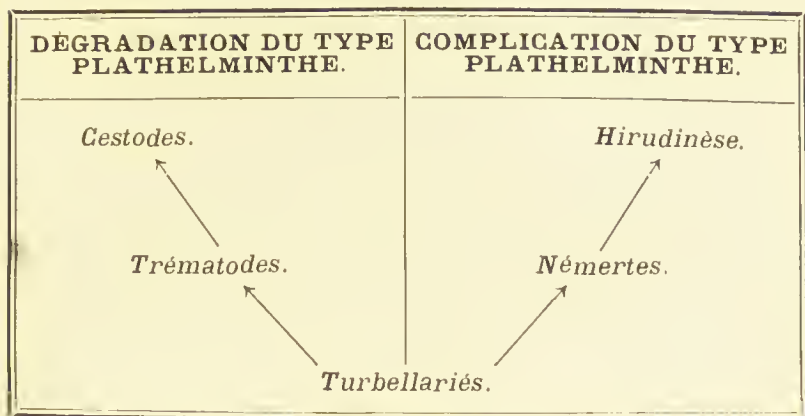 DÉGRADATION DU TYPE
PLATHELMINTHE.
COMPLICATION DU TYPE
PLATHELMINTHE.
Cestodes.
Hirudinèse.
Trématodes.
Némertes.
Turbellariés.